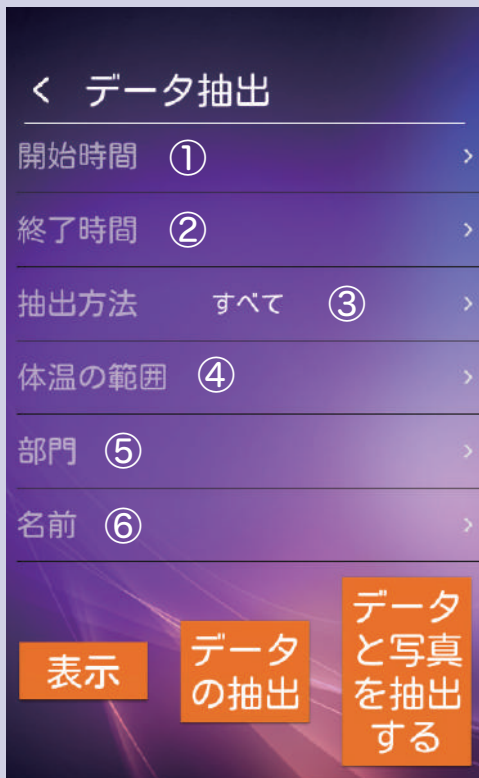 < データ抽出
開始時間 ①
終了時間 ②
抽出方法 すべて ③
体温の範囲 ④
部門 ⑤
名前 ⑥
表示
データ
の抽出
データ
と写真
を抽出
する